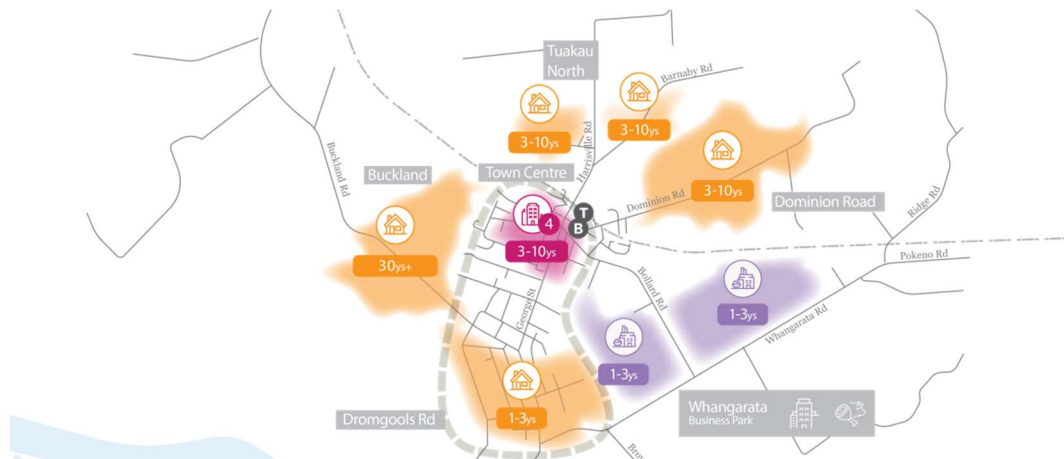 Tuakau
North
Barnaby Rd
3-10ys
3-10ys
Harrisville Rd
Buckland Rd
Buckland
Town Centre
3-10ys
Dominion Rd
Dominion Road
Ridge Rd
T
4
B
3-10ys
30ys+
Pokeno Rd
Bollard Rd
George St
1-3ys
Whangarata Rd
1-3ys
1-3ys
Dromgools Rd
Whangarata
Business Park